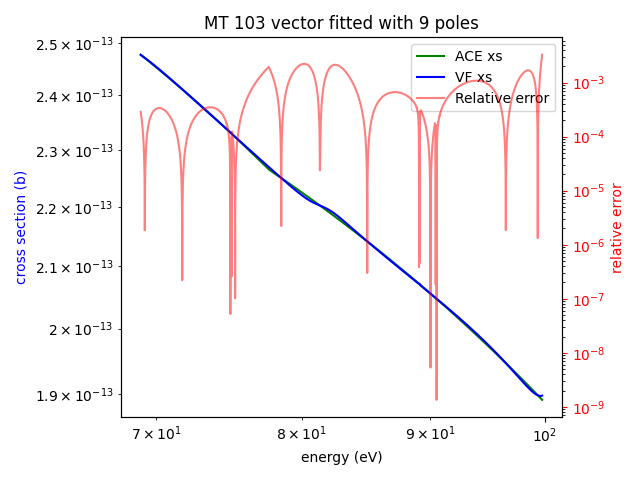 MT 103 vector fitted with 9 poles
ACE xs
VF xs
Relative error
cross section (b)
2.5 × 10⁻¹³
2.4 × 10⁻¹³
2.3 × 10⁻¹³
2.2 × 10⁻¹³
2.1 × 10⁻¹³
2 × 10⁻¹³
1.9 × 10⁻¹³
10⁻³
10⁻⁴
10⁻⁵
10⁻⁶
10⁻⁷
10⁻⁸
10⁻⁹
relative error
7 × 10¹
8 × 10¹
9 × 10¹
10²
energy (eV)